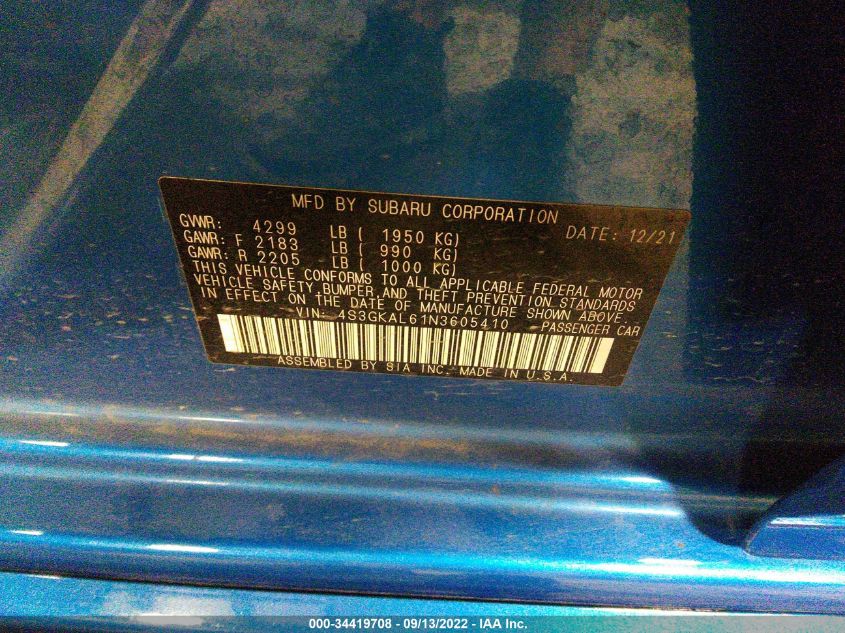 MFD BY SUBARU CORPORATION
GVWR: 4299 LB ( 1950 KG) DATE: 12/21
GAWR: F 2183 LB ( 990 KG)
GAWR: R 2205 LB ( 1000 KG)
THIS VEHICLE CONFORMS TO ALL APPLICABLE FEDERAL MOTOR
VEHICLE SAFETY,BUMPER,AND THEFT PREVENTION STANDARDS
IN EFFECT ON THE DATE OF MANUFACTURE SHOWN ABOVE.
VIN: 4S3GKAL61N3605410 PASSENGER CAR
ASSEMBLED BY SIA INC. MADE IN U.S.A.
000-34419708 - 09/13/2022 - IAA Inc.